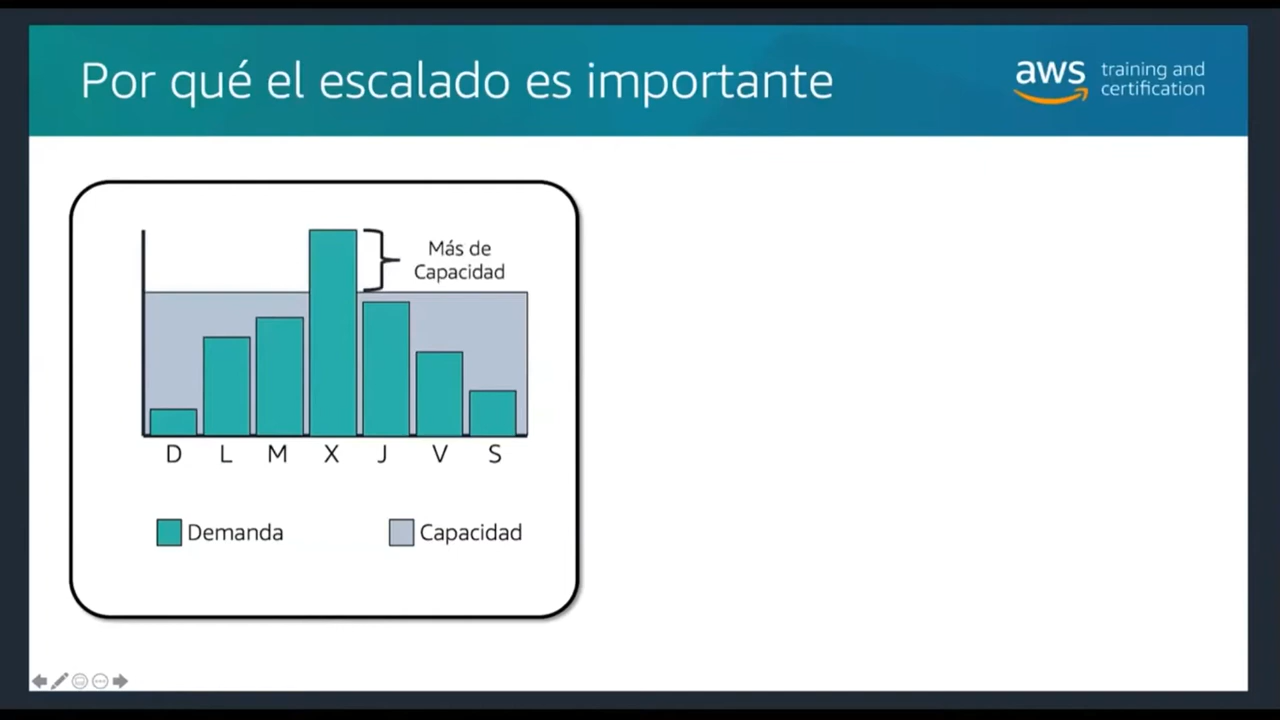 Por qué el escalado es importante
aws training and
certification
Más de
Capacidad
D L M X J V S
Demanda Capacidad